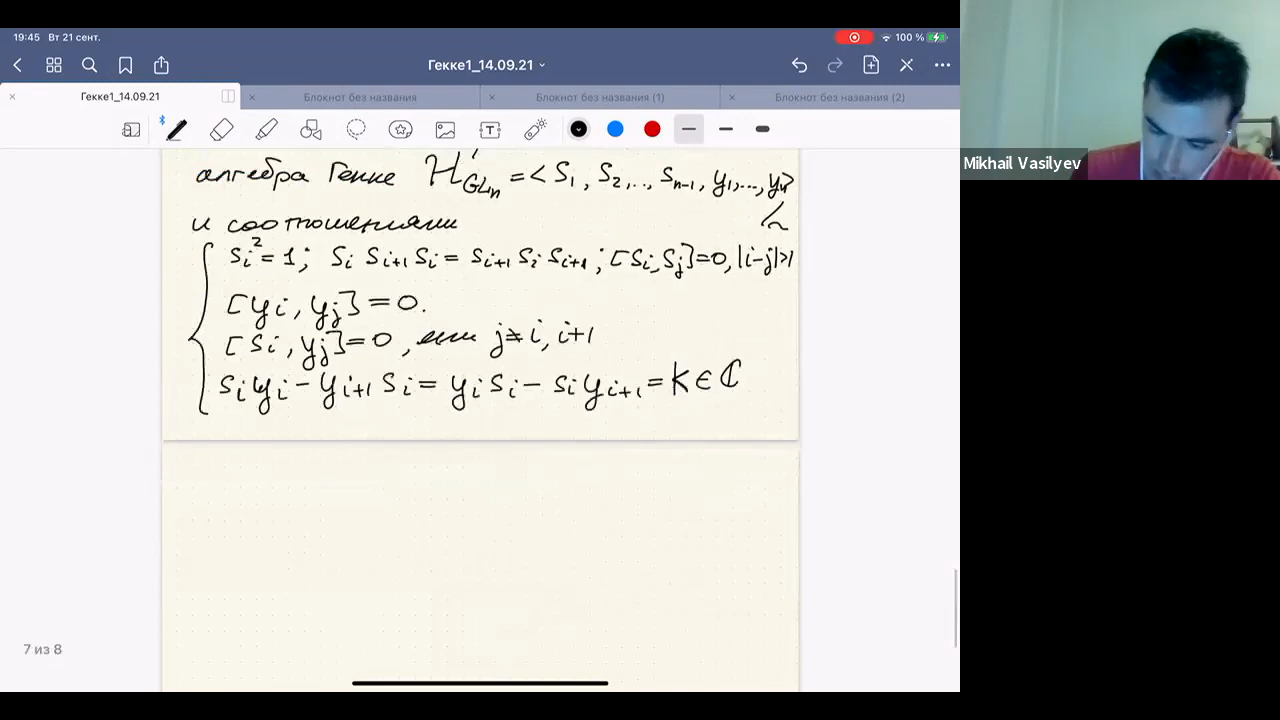 19:45 Вт 21 сент.
100 %
Гекке1_14.09.21
Гекке1_14.09.21
Блокнот без названия
Блокнот без названия (1)
Блокнот без названия (2)
Mikhail Vasilyev
алгебра Гекке H'_{GL_n} = < S_1, S_2, .., S_{n-1}, y_1, ..., y_n >
и соотношениями
S_i^2 = 1; S_i S_{i+1} S_i = S_{i+1} S_i S_{i+1}; [S_i, S_j] = 0, |i-j|>1
[y_i, y_j] = 0.
[S_i, y_j] = 0, если j ≠ i, i+1
S_i y_i - y_{i+1} S_i = y_i S_i - S_i y_{i+1} = K ∈ ℂ
7 из 8